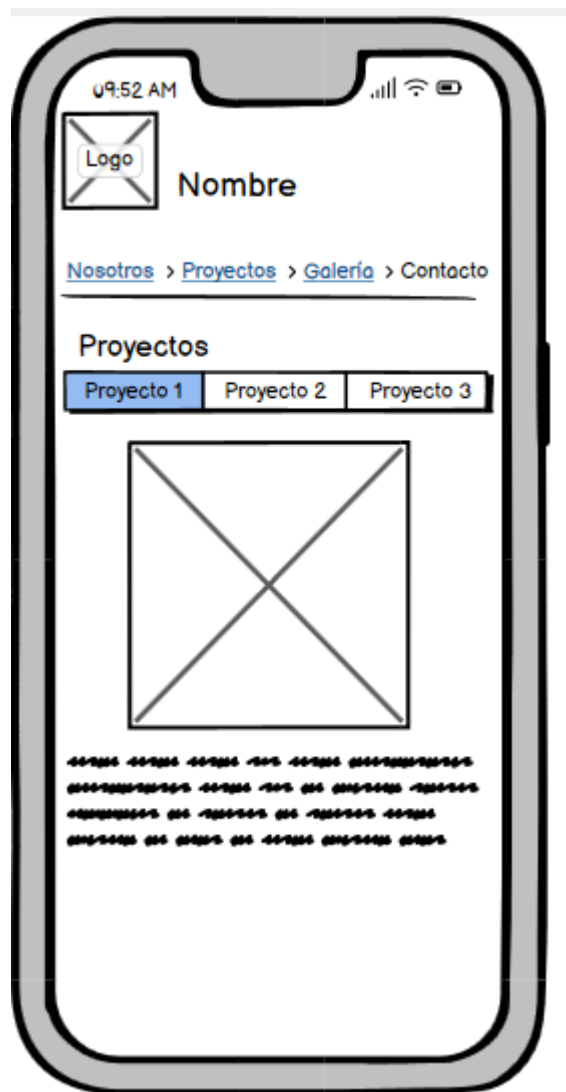 09:52 AM
Logo
Nombre
Nosotros > Proyectos > Galería > Contacto
Proyectos
Proyecto 1 Proyecto 2 Proyecto 3